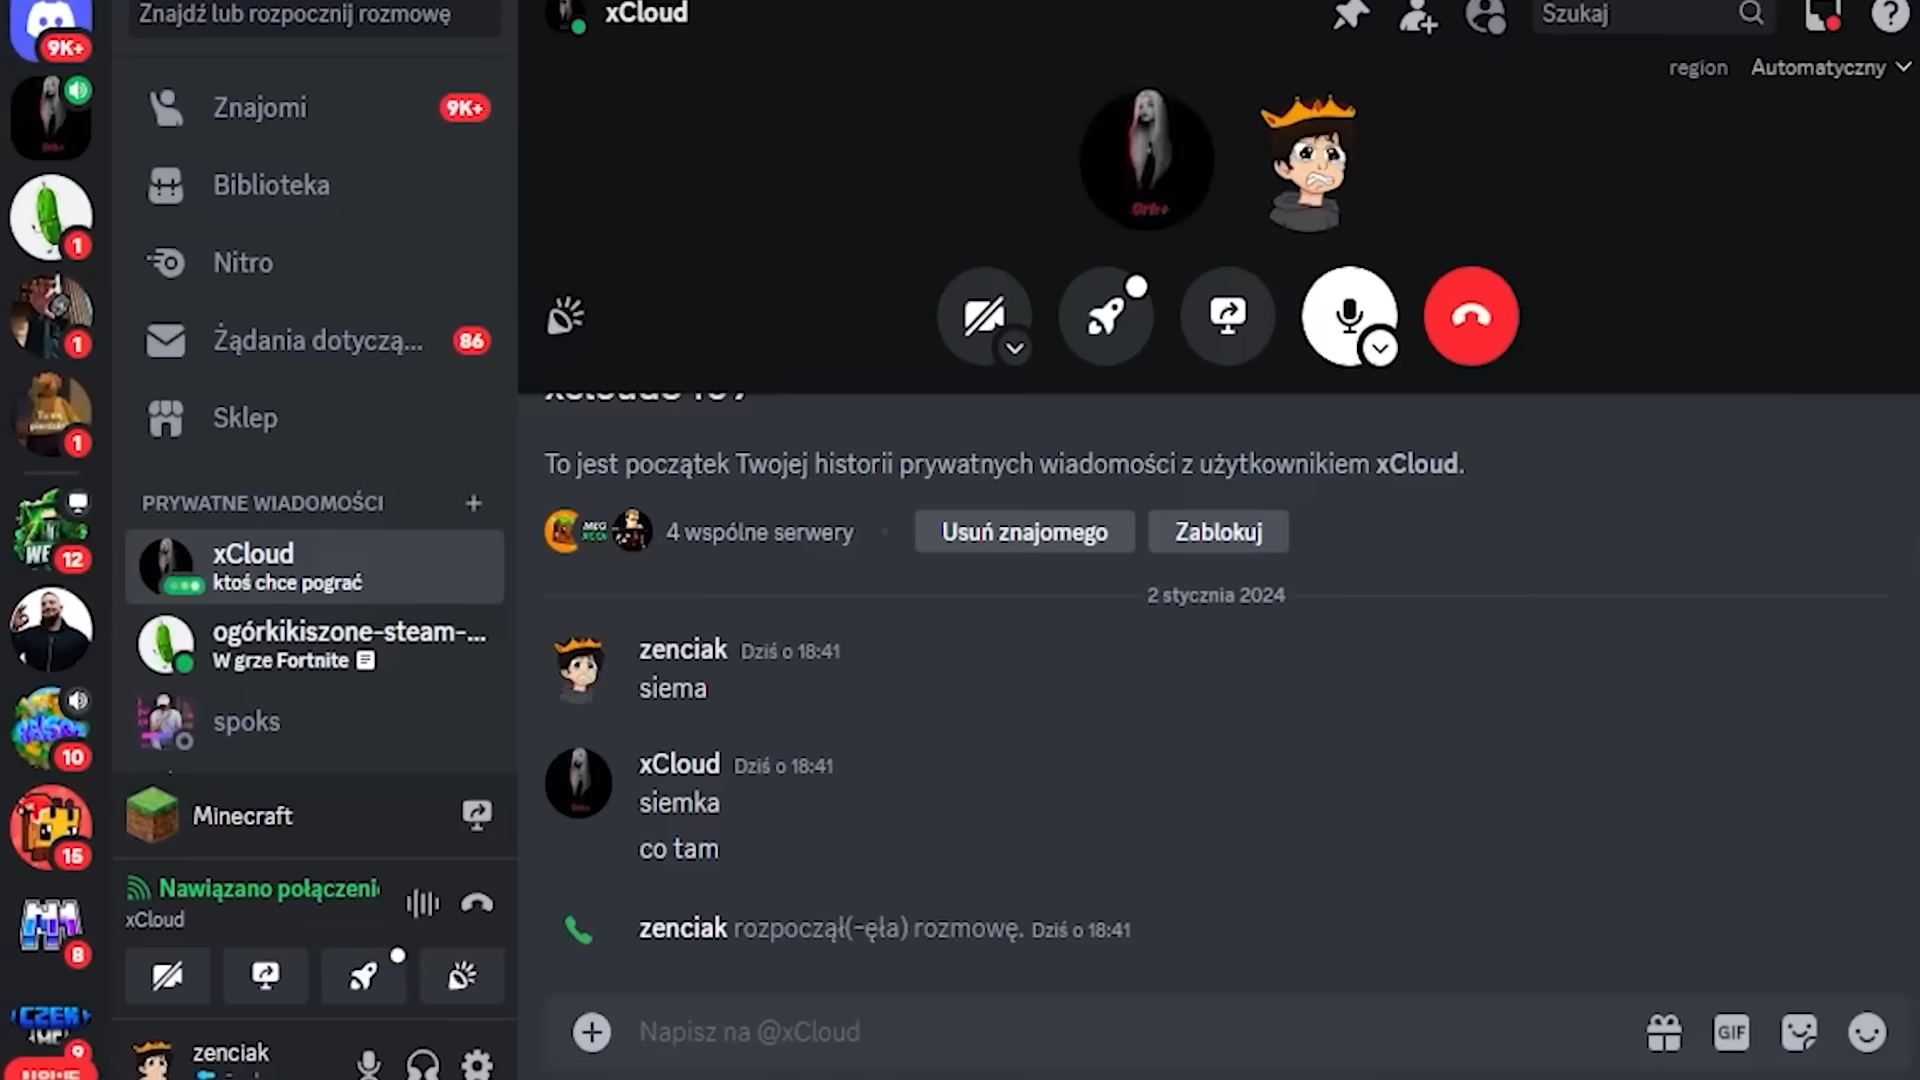 Znajdź lub rozpocznij rozmowę
9K+
Znajomi
9K+
Biblioteka
Nitro
Żądania dotyczą...
86
Sklep
PRYWATNE WIADOMOŚCI
xCloud
ktoś chce pograć
ogórkikiszone-steam-...
W grze Fortnite
spoks
Minecraft
Nawiązano połączeni
xCloud
zenciak
1
1
1
WE
12
10
15
8
9
xCloud
Szukaj
region
Automatyczny
To jest początek Twojej historii prywatnych wiadomości z użytkownikiem xCloud.
4 wspólne serwery
Usuń znajomego
Zablokuj
2 stycznia 2024
zenciak Dziś o 18:41
siema
xCloud Dziś o 18:41
siemka
co tam
zenciak rozpoczął(-ęła) rozmowę. Dziś o 18:41
Napisz na @xCloud
GIF